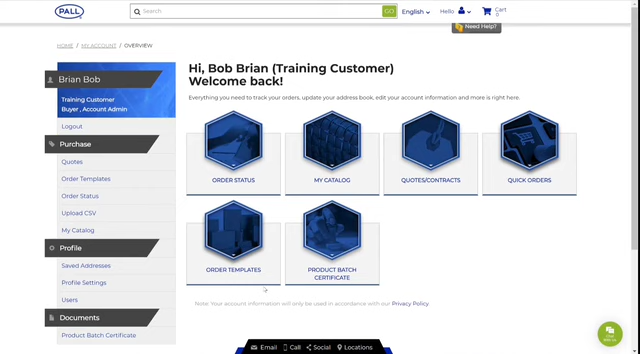 PALL
Search
GO
English
Hello
Cart
0
Need Help?
HOME / MY ACCOUNT / OVERVIEW
Brian Bob
Training Customer
Buyer , Account Admin
Logout
Purchase
Quotes
Order Templates
Order Status
Upload CSV
My Catalog
Profile
Saved Addresses
Profile Settings
Users
Documents
Product Batch Certificate
Hi, Bob Brian (Training Customer)
Welcome back!
Everything you need to track your orders, update your address book, edit your account information and more is right here.
ORDER STATUS
MY CATALOG
QUOTES/CONTRACTS
QUICK ORDERS
ORDER TEMPLATES
PRODUCT BATCH
CERTIFICATE
Note: Your account information will only be used in accordance with our Privacy Policy
Email
Call
Social
Locations
Chat
With Us